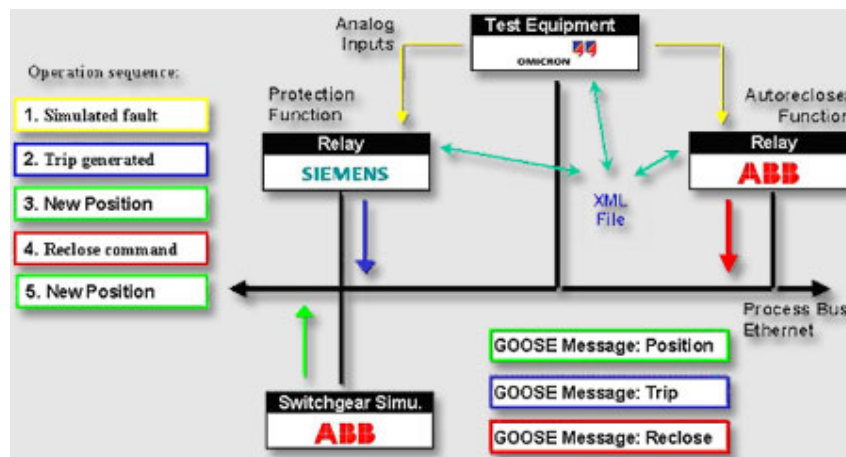 Operation sequence:
1. Simulated fault
2. Trip generated
3. New Position
4. Reclose command
5. New Position
Analog
Inputs
Test Equipment
OMICRON
Protection
Function
Relay
SIEMENS
Autoreclose
Function
Relay
ABB
XML
File
Process Bus
Ethernet
Switchgear Simu.
ABB
GOOSE Message: Position
GOOSE Message: Trip
GOOSE Message: Reclose